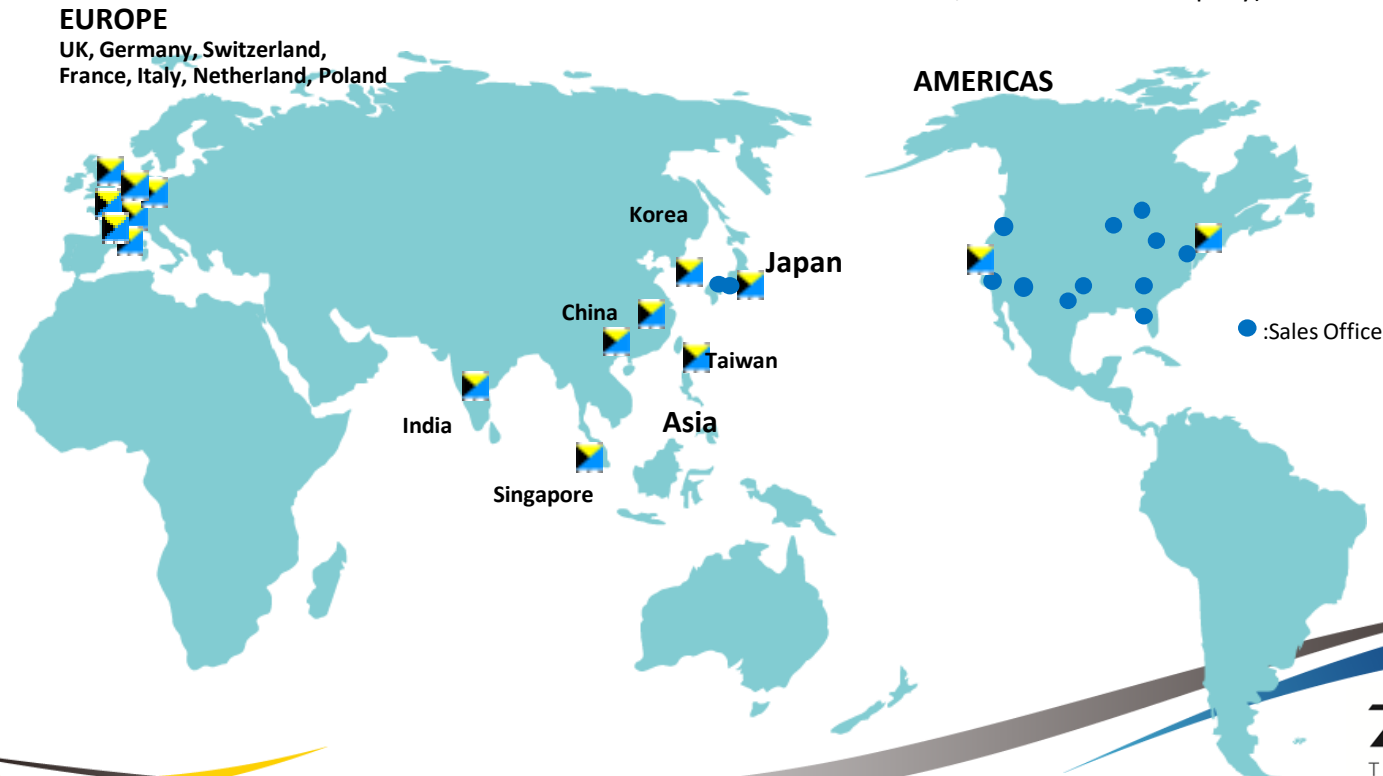 EUROPE
UK, Germany, Switzerland,
France, Italy, Netherland, Poland
AMERICAS
Korea
Japan
China
:Sales Office
Taiwan
India
Asia
Singapore